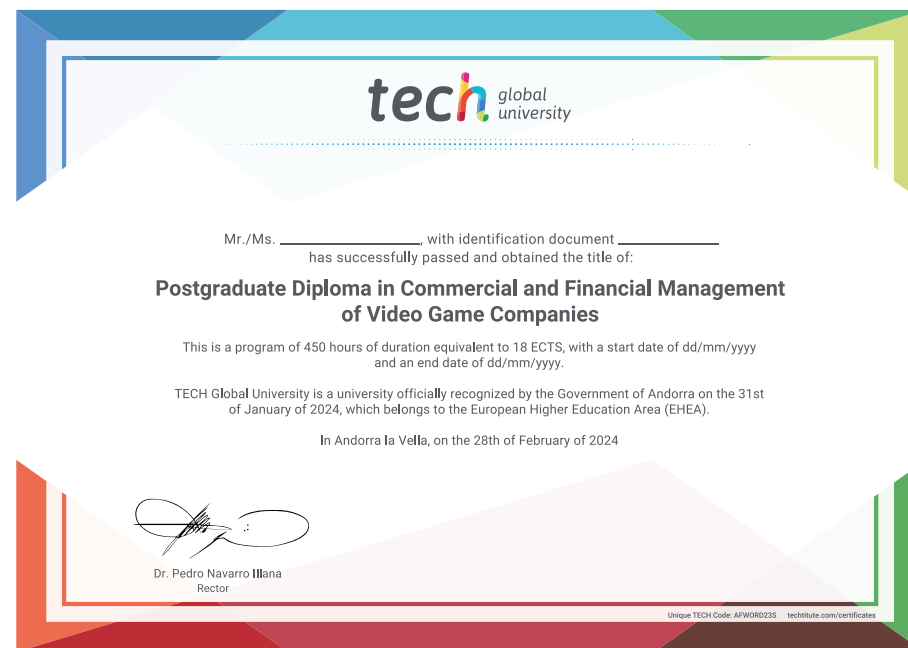 tech global
university
Mr./Ms. ____________, with identification document ____________
has successfully passed and obtained the title of:
Postgraduate Diploma in Commercial and Financial Management
of Video Game Companies
This is a program of 450 hours of duration equivalent to 18 ECTS, with a start date of dd/mm/yyyy
and an end date of dd/mm/yyyy.
TECH Global University is a university officially recognized by the Government of Andorra on the 31st
of January of 2024, which belongs to the European Higher Education Area (EHEA).
In Andorra la Vella, on the 28th of February of 2024
Dr. Pedro Navarro Illana
Rector
Unique TECH Code: AFWORD23S techtitute.com/certificates